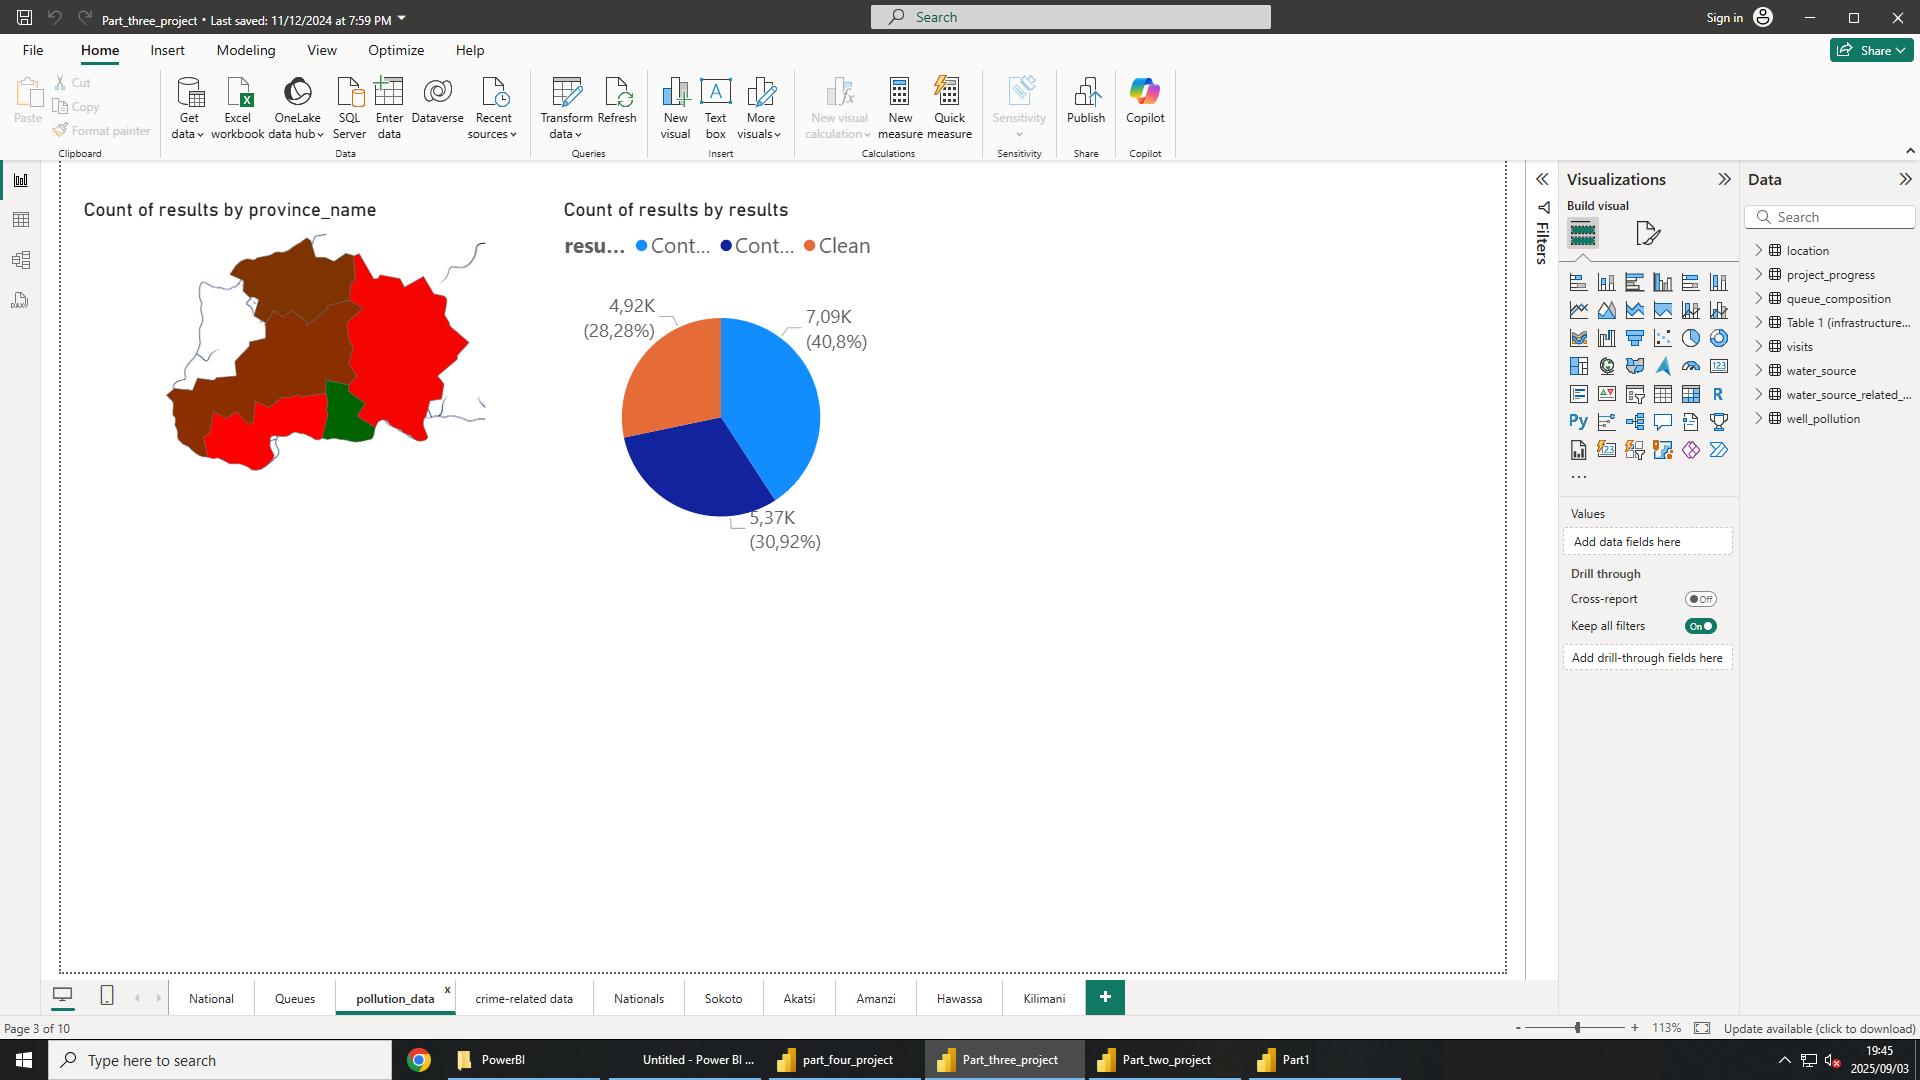 Part_three_project • Last saved: 11/12/2024 at 7:59 PM
Search
Sign in
File
Home
Insert
Modeling
View
Optimize
Help
Share
Paste
Cut
Copy
Format painter
Clipboard
Get data
Excel workbook
OneLake data hub
SQL Server
Enter data
Dataverse
Recent sources
Data
Transform data
Refresh
Queries
New visual
Text box
More visuals
Insert
New visual calculation
New measure
Quick measure
Calculations
Sensitivity
Sensitivity
Publish
Share
Copilot
Copilot
Count of results by province_name
Count of results by results
resu...
Cont...
Cont...
Clean
4,92K
(28,28%)
7,09K
(40,8%)
5,37K
(30,92%)
Filters
Visualizations
Build visual
123
R
Py
Values
Add data fields here
Drill through
Cross-report
Off
Keep all filters
On
Add drill-through fields here
Data
Search
location
project_progress
queue_composition
Table 1 (infrastructure...
visits
water_source
water_source_related_...
well_pollution
National
Queues
pollution_data
x
crime-related data
Nationals
Sokoto
Akatsi
Amanzi
Hawassa
Kilimani
+
Page 3 of 10
- + 113%
Update available (click to download)
Type here to search
PowerBI
Untitled - Power BI ...
part_four_project
Part_three_project
Part_two_project
Part1
19:45
2025/09/03